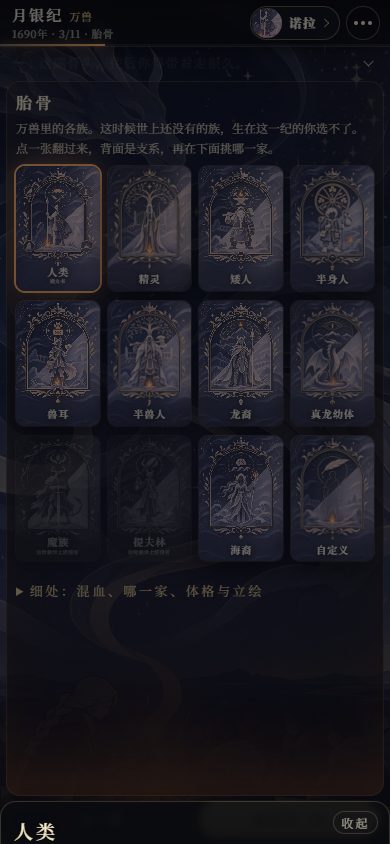 月银纪 万兽
1690年 · 3/11 · 胎骨
诺拉
胎骨
万兽里的各族。这时候世上还没有的族，生在这一纪的你选不了。
点一张翻过来，背面是支系，再在下面挑哪一家。
人类
精灵
矮人
半身人
兽耳
半兽人
龙裔
真龙幼体
魔族
提夫林
海裔
自定义
▶ 细处：混血、哪一家、体格与立绘
人类
收起